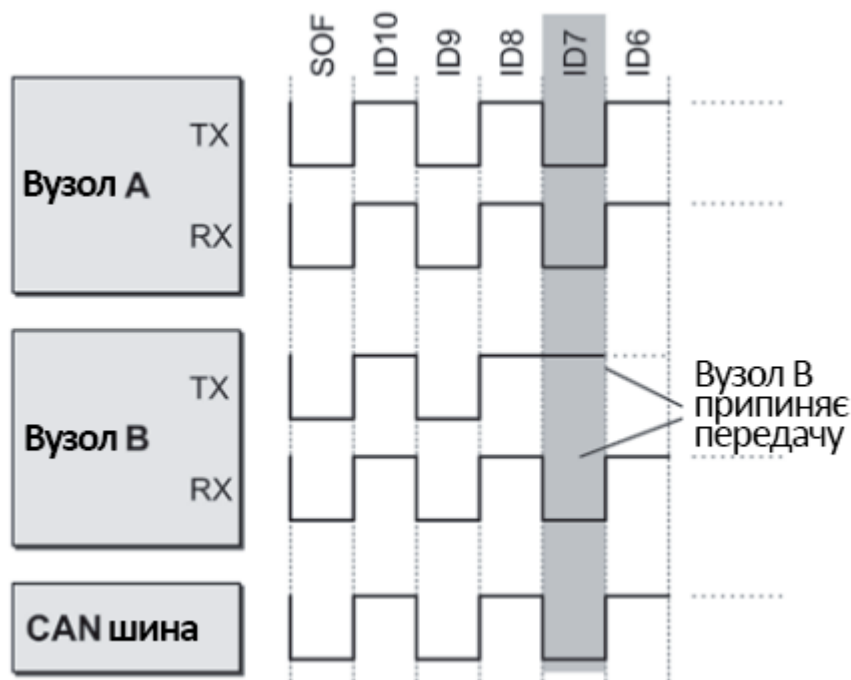 SOF ID10 ID9 ID8 ID7 ID6
TX
Вузол A
RX
TX
Вузол B
RX
Вузол B
припиняє
передачу
CAN шина